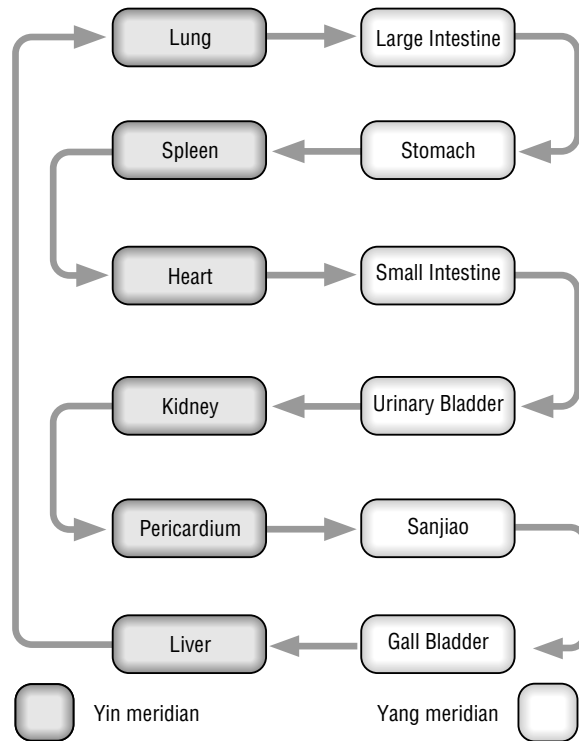 Lung
Large Intestine
Spleen
Stomach
Heart
Small Intestine
Kidney
Urinary Bladder
Pericardium
Sanjiao
Liver
Gall Bladder
Yin meridian
Yang meridian